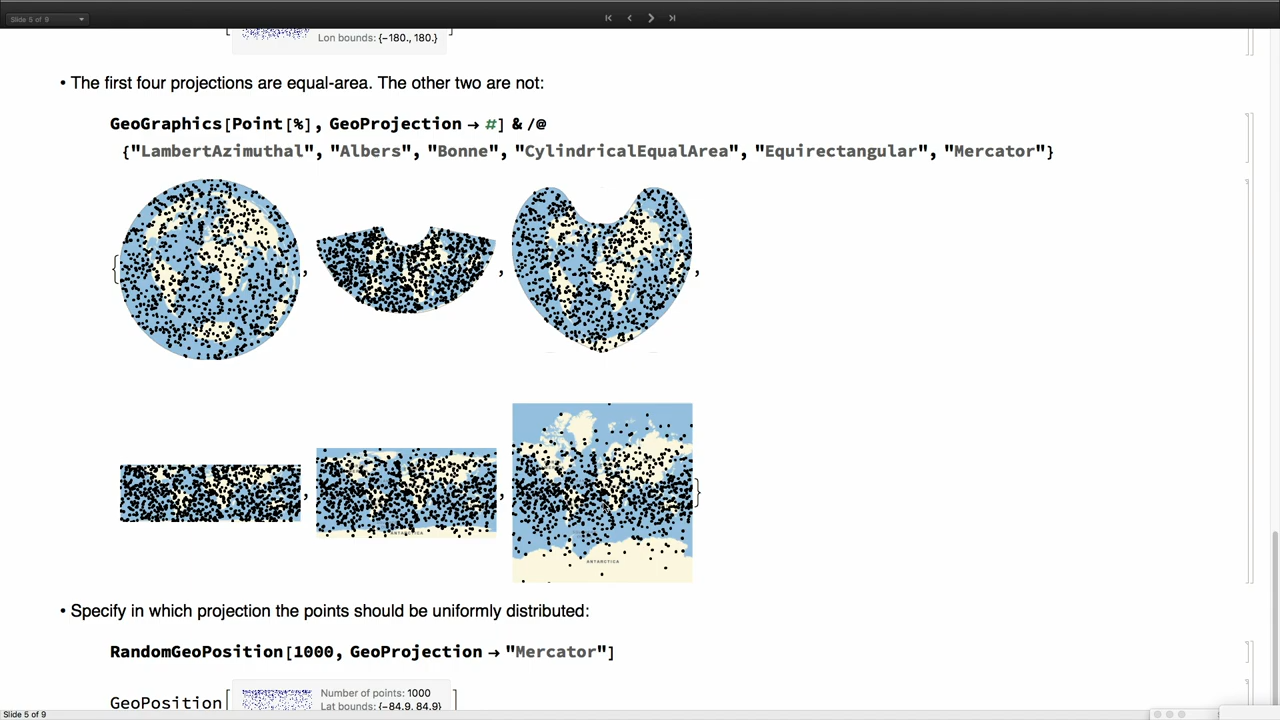 Slide 5 of 9
[ Lon bounds: {−180., 180.} ]
• The first four projections are equal-area. The other two are not:
GeoGraphics[Point[%], GeoProjection → #] & /@
{"LambertAzimuthal", "Albers", "Bonne", "CylindricalEqualArea", "Equirectangular", "Mercator"}
{ , , ,
, , }
ANTARCTICA
ANTARCTICA
• Specify in which projection the points should be uniformly distributed:
RandomGeoPosition[1000, GeoProjection → "Mercator"]
GeoPosition[ Number of points: 1000 ]
Lat bounds: {−84.9, 84.9}
Slide 5 of 9